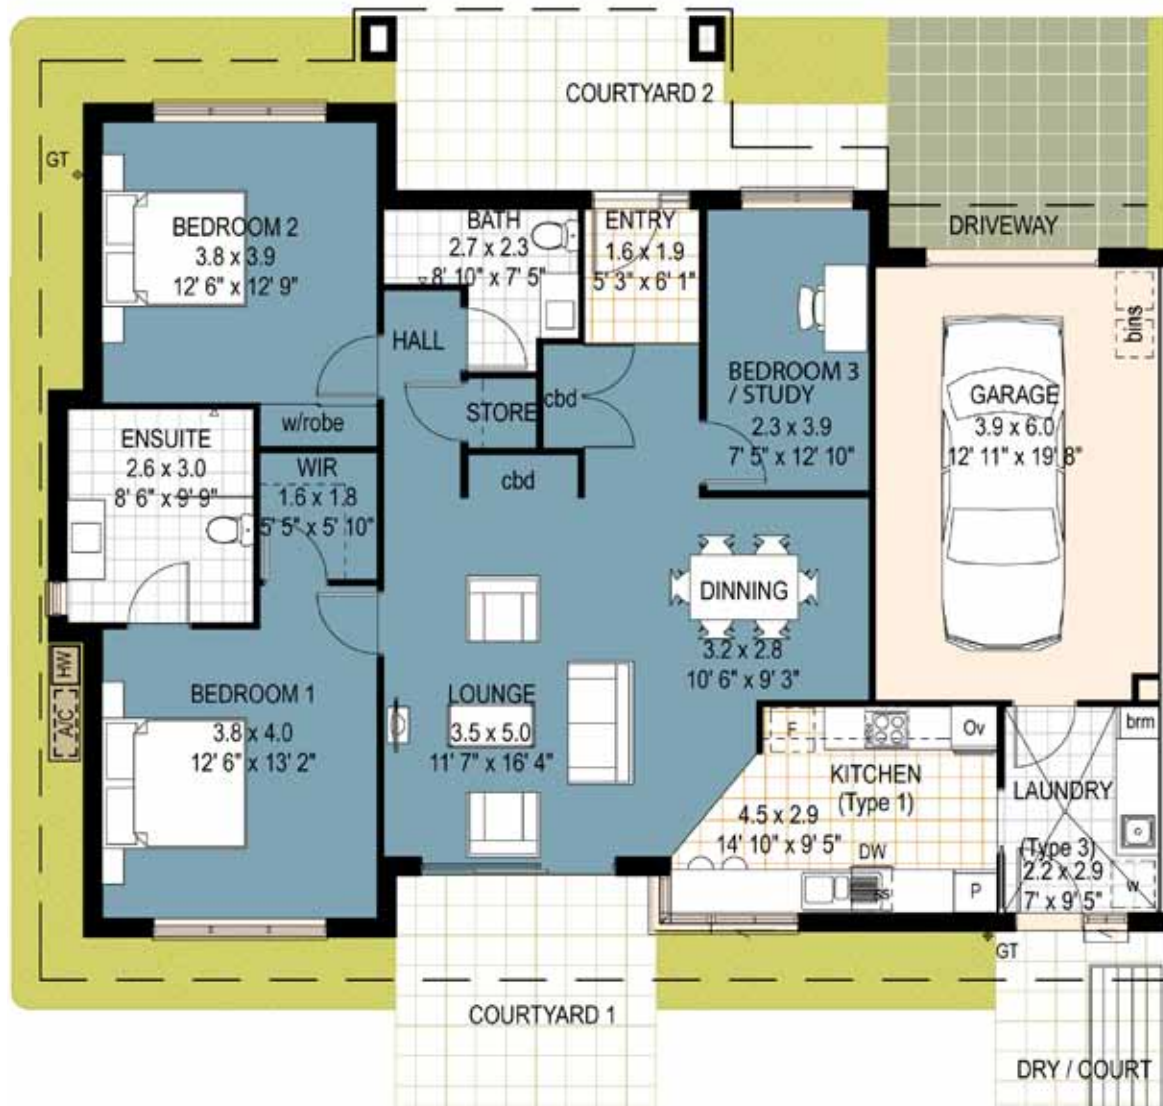 COURTYARD 2
GT
BEDROOM 2
3.8 x 3.9
12' 6" x 12' 9"
BATH
2.7 x 2.3
8' 10" x 7' 5"
ENTRY
1.6 x 1.9
5' 3" x 6' 1"
DRIVEWAY
bins
HALL
BEDROOM 3
/ STUDY
2.3 x 3.9
7' 5" x 12' 10"
GARAGE
3.9 x 6.0
12' 11" x 19' 8"
STORE
cbd
w/robe
ENSUITE
2.6 x 3.0
8' 6" x 9' 9"
WIR
1.6 x 1.8
5' 5" x 5' 10"
cbd
DINNING
3.2 x 2.8
10' 6" x 9' 3"
HW
A/C
BEDROOM 1
3.8 x 4.0
12' 6" x 13' 2"
LOUNGE
3.5 x 5.0
11' 7" x 16' 4"
F
Ov
brm
KITCHEN
(Type 1)
4.5 x 2.9
14' 10" x 9' 5"
DW
SS
P
LAUNDRY
(Type 3)
2.2 x 2.9
7' x 9' 5"
W
GT
COURTYARD 1
DRY / COURT